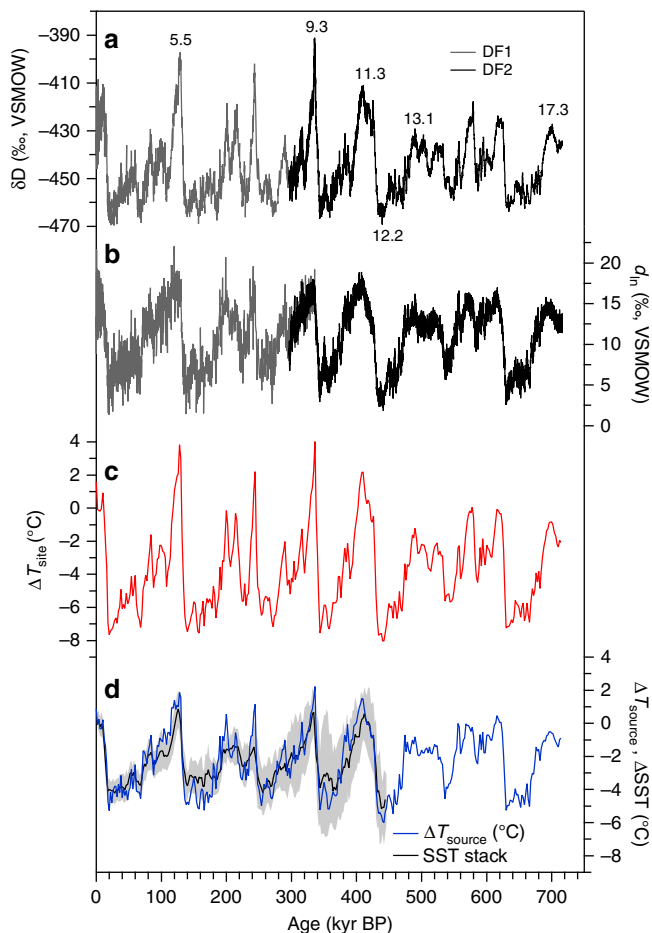 a
−390
−410
−430
−450
−470
δD (‰, VSMOW)
5.5
9.3
11.3
12.2
13.1
17.3
DF1
DF2
b
20
15
10
5
0
d_ln (‰, VSMOW)
c
4
2
0
−2
−4
−6
−8
ΔT_site (°C)
d
4
2
0
−2
−4
−6
−8
ΔT_source, ΔSST (°C)
ΔT_source (°C)
SST stack
0 100 200 300 400 500 600 700
Age (kyr BP)